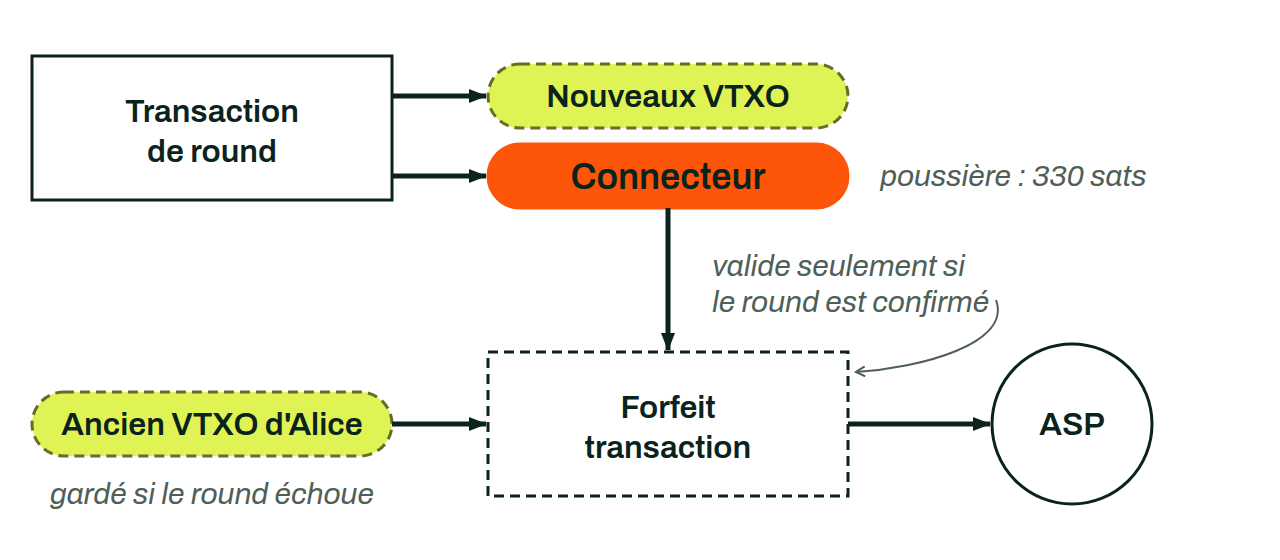 Transaction
de round
Nouveaux VTXO
Connecteur
poussière : 330 sats
valide seulement si
le round est confirmé
Ancien VTXO d'Alice
gardé si le round échoue
Forfeit
transaction
ASP